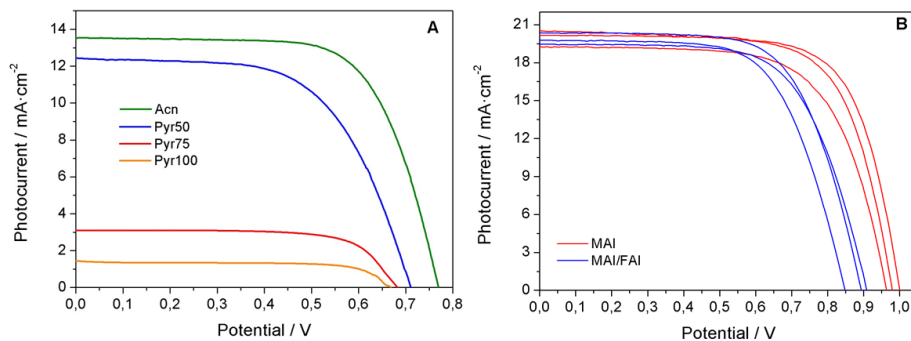 A
Photocurrent / mA·cm⁻²
14
12
10
8
6
4
2
0
Acn
Pyr50
Pyr75
Pyr100
0,0 0,1 0,2 0,3 0,4 0,5 0,6 0,7 0,8
Potential / V
B
Photocurrent / mA·cm⁻²
21
18
15
12
9
6
3
0
MAI
MAI/FAI
0,0 0,1 0,2 0,3 0,4 0,5 0,6 0,7 0,8 0,9 1,0
Potential / V